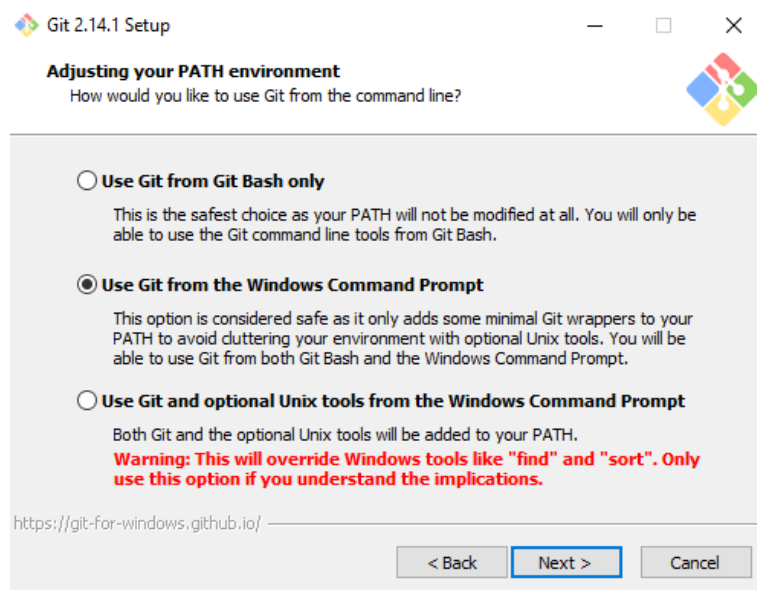 Git 2.14.1 Setup
Adjusting your PATH environment
How would you like to use Git from the command line?
Use Git from Git Bash only
This is the safest choice as your PATH will not be modified at all. You will only be
able to use the Git command line tools from Git Bash.
Use Git from the Windows Command Prompt
This option is considered safe as it only adds some minimal Git wrappers to your
PATH to avoid cluttering your environment with optional Unix tools. You will be
able to use Git from both Git Bash and the Windows Command Prompt.
Use Git and optional Unix tools from the Windows Command Prompt
Both Git and the optional Unix tools will be added to your PATH.
Warning: This will override Windows tools like "find" and "sort". Only
use this option if you understand the implications.
https://git-for-windows.github.io/
< Back Next > Cancel